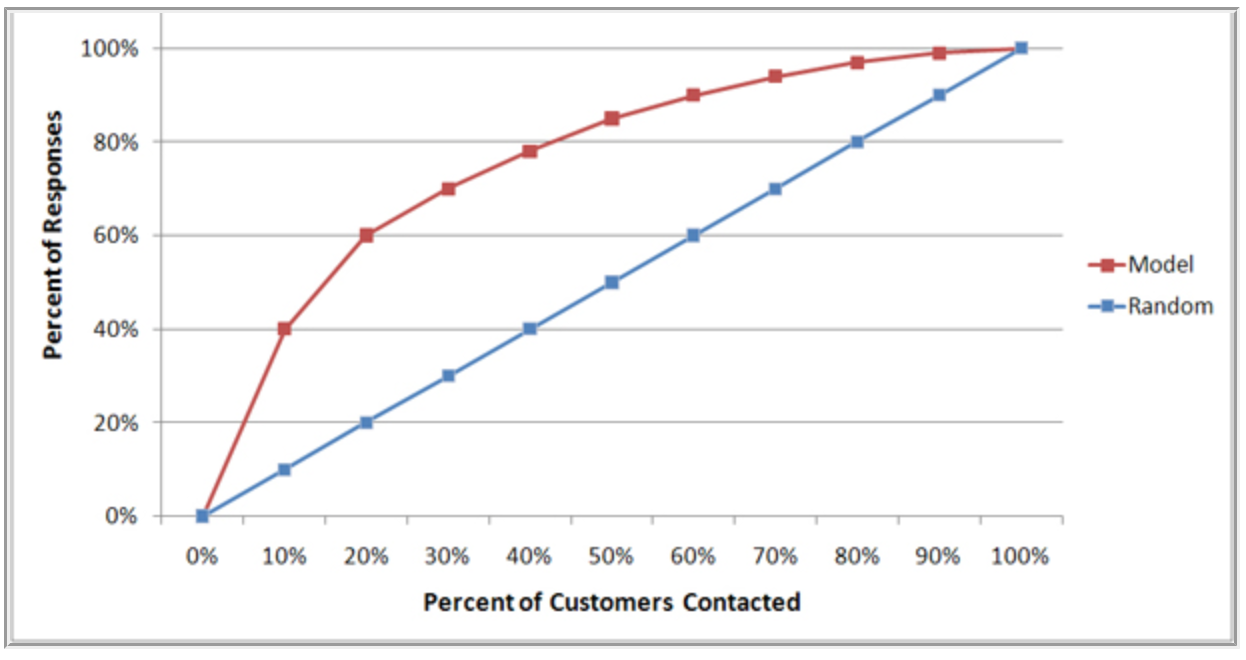 100%
80%
60%
40%
20%
0%
Percent of Responses
0% 10% 20% 30% 40% 50% 60% 70% 80% 90% 100%
Percent of Customers Contacted
Model
Random